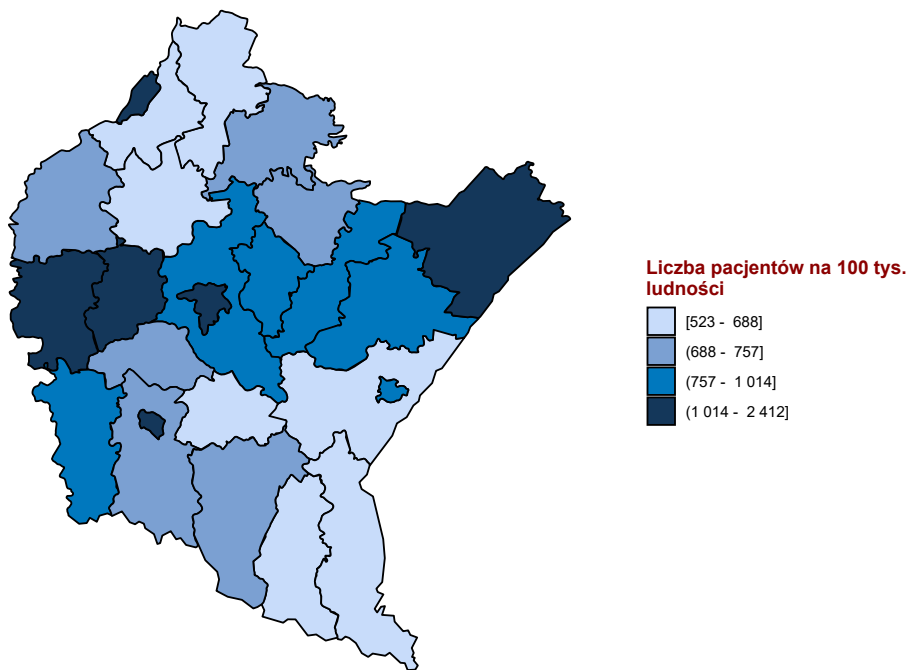 Liczba pacjentów na 100 tys.
ludności
[523 - 688]
(688 - 757]
(757 - 1 014]
(1 014 - 2 412]